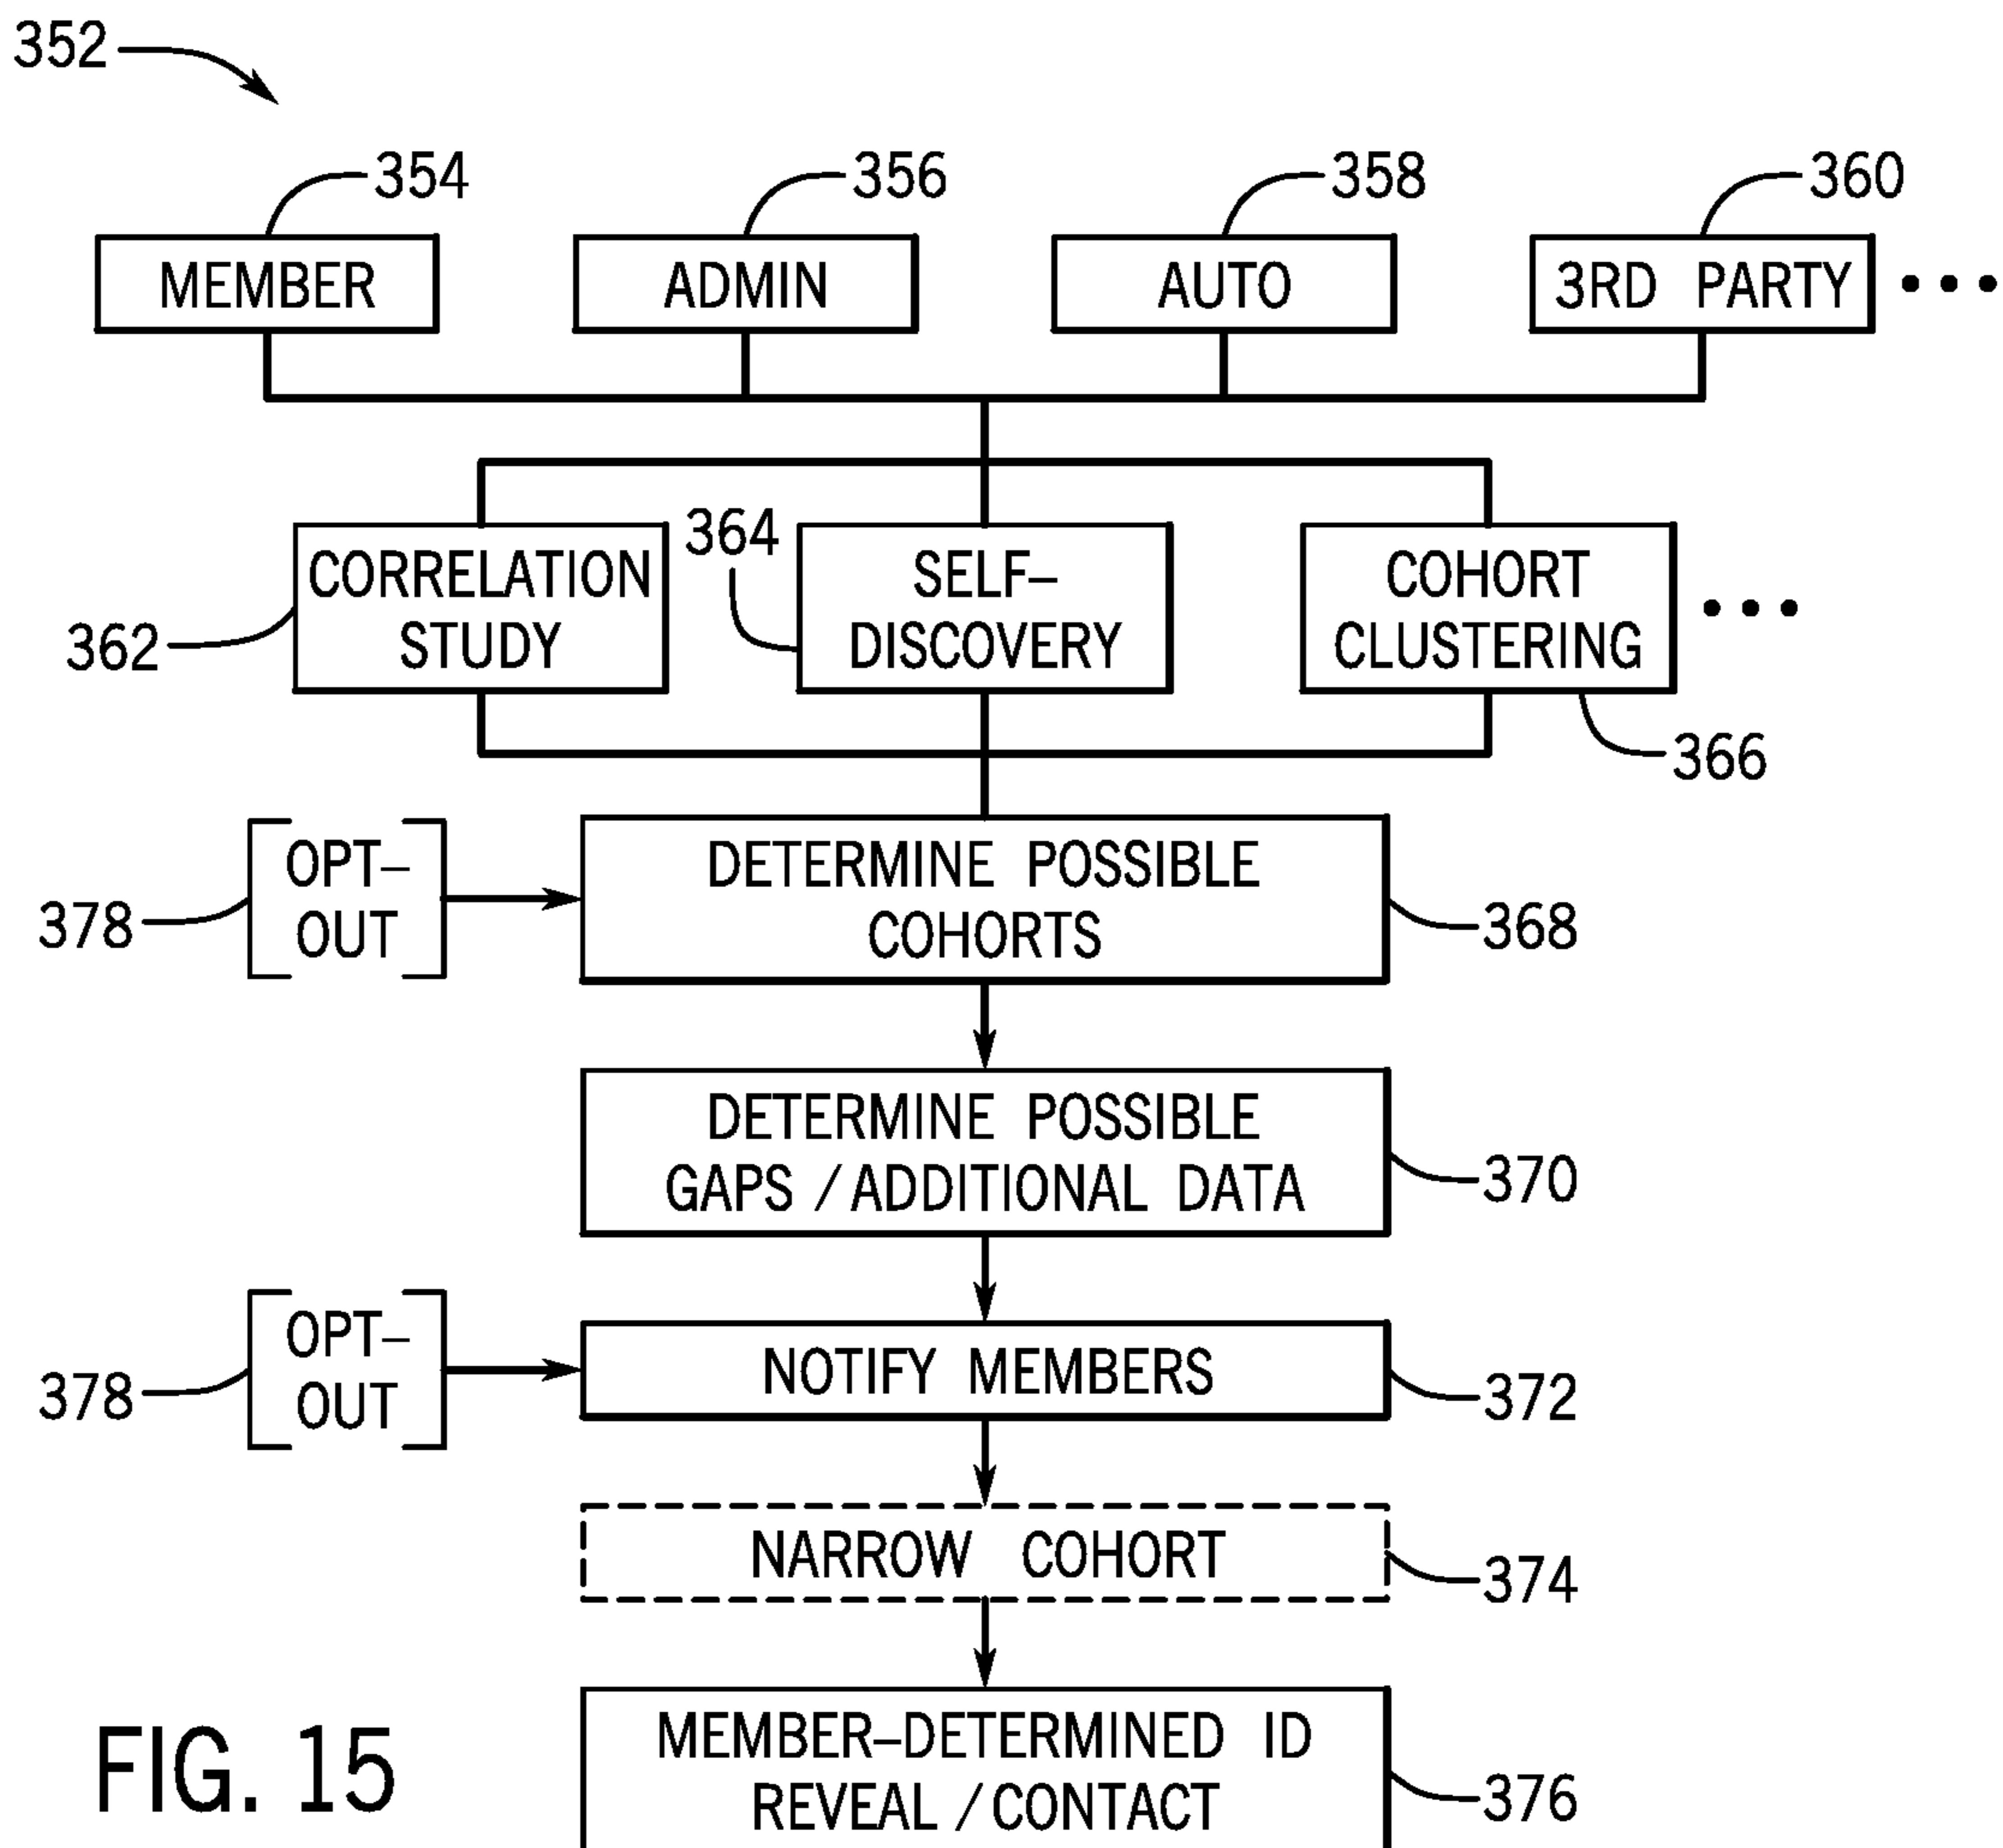 352
354
356
358
360
MEMBER
ADMIN
AUTO
3RD PARTY
CORRELATION
STUDY
362
364
SELF–
DISCOVERY
COHORT
CLUSTERING
366
OPT–
OUT
378
DETERMINE POSSIBLE
COHORTS
368
DETERMINE POSSIBLE
GAPS / ADDITIONAL DATA
370
OPT–
OUT
378
NOTIFY MEMBERS
372
NARROW COHORT
374
MEMBER–DETERMINED ID
REVEAL / CONTACT
376
FIG. 15